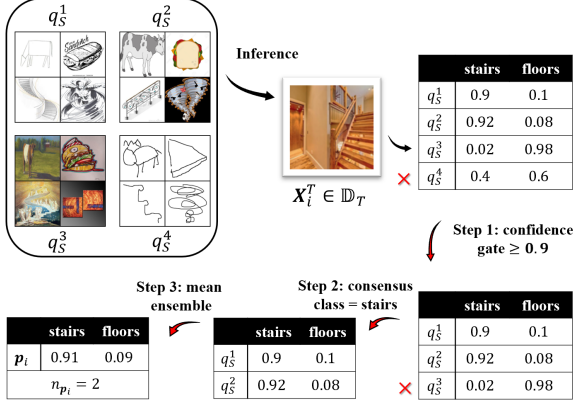 q_S^1 q_S^2
Sandwich
q_S^3 q_S^4
Inference
X_i^T ∈ 𝔻_T
stairs floors
q_S^1 0.9 0.1
q_S^2 0.92 0.08
q_S^3 0.02 0.98
q_S^4 0.4 0.6
Step 1: confidence
gate ≥ 0.9
stairs floors
q_S^1 0.9 0.1
q_S^2 0.92 0.08
q_S^3 0.02 0.98
Step 2: consensus
class = stairs
stairs floors
q_S^1 0.9 0.1
q_S^2 0.92 0.08
Step 3: mean
ensemble
stairs floors
p_i 0.91 0.09
n_{p_i} = 2